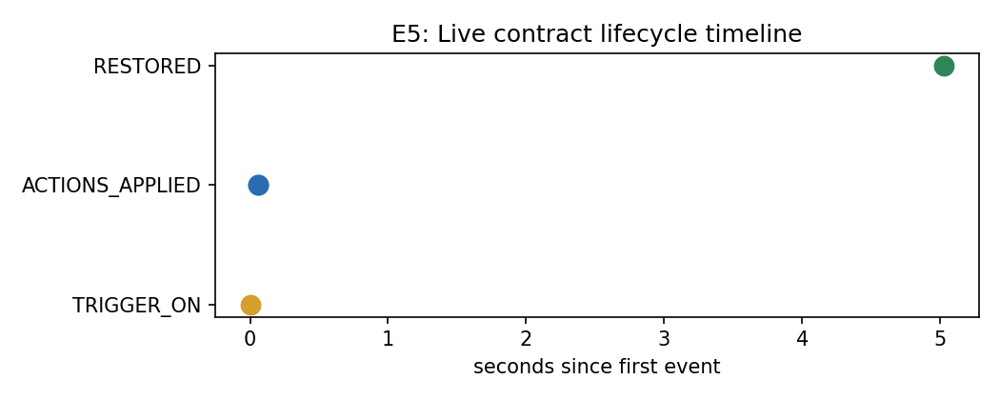 E5: Live contract lifecycle timeline
RESTORED
ACTIONS_APPLIED
TRIGGER_ON
0 1 2 3 4 5
seconds since first event